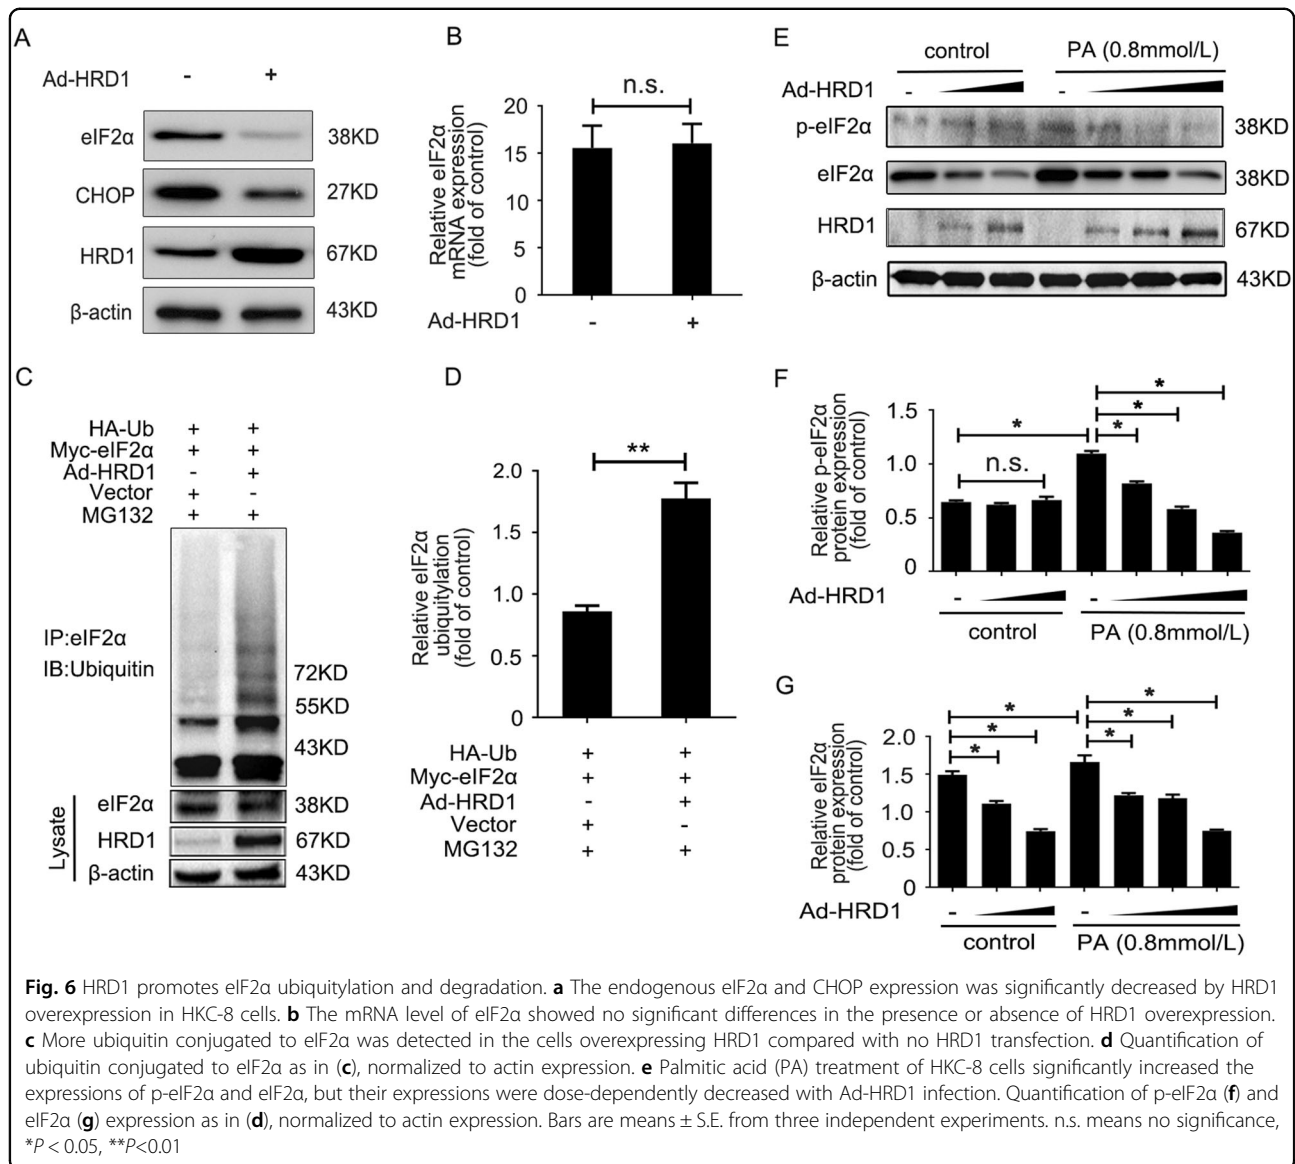 A
Ad-HRD1 - +
eIF2α 38KD
CHOP 27KD
HRD1 67KD
β-actin 43KD
B
n.s.
Relative eIF2α
mRNA expression
(fold of control)
20
15
10
5
0
Ad-HRD1 - +
E
control PA (0.8mmol/L)
Ad-HRD1 - -
p-eIF2α 38KD
eIF2α 38KD
HRD1 67KD
β-actin 43KD
C
HA-Ub + +
Myc-eIF2α + +
Ad-HRD1 - +
Vector + -
MG132 + +
IP:eIF2α
IB:Ubiquitin
72KD
55KD
43KD
Lysate
eIF2α 38KD
HRD1 67KD
β-actin 43KD
D
**
Relative eIF2α
ubiquitylation
(fold of control)
2.0
1.5
1.0
0.5
0
HA-Ub + +
Myc-eIF2α + +
Ad-HRD1 - +
Vector + -
MG132 + +
F
Relative p-eIF2α
protein expression
(fold of control)
1.5
1.0
0.5
0
*
n.s.
*
*
*
Ad-HRD1 - -
control PA (0.8mmol/L)
G
Relative eIF2α
protein expression
(fold of control)
2.0
1.5
1.0
0.5
0
*
*
*
*
*
*
Ad-HRD1 - -
control PA (0.8mmol/L)
Fig. 6 HRD1 promotes eIF2α ubiquitylation and degradation. a The endogenous eIF2α and CHOP expression was significantly decreased by HRD1
overexpression in HKC-8 cells. b The mRNA level of eIF2α showed no significant differences in the presence or absence of HRD1 overexpression.
c More ubiquitin conjugated to eIF2α was detected in the cells overexpressing HRD1 compared with no HRD1 transfection. d Quantification of
ubiquitin conjugated to eIF2α as in (c), normalized to actin expression. e Palmitic acid (PA) treatment of HKC-8 cells significantly increased the
expressions of p-eIF2α and eIF2α, but their expressions were dose-dependently decreased with Ad-HRD1 infection. Quantification of p-eIF2α (f) and
eIF2α (g) expression as in (d), normalized to actin expression. Bars are means ± S.E. from three independent experiments. n.s. means no significance,
*P < 0.05, **P<0.01